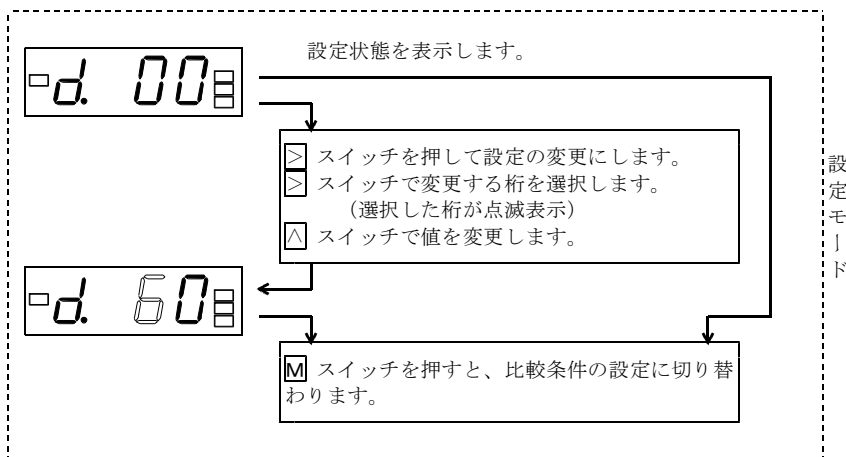 設定状態を表示します。
-d. 00
> スイッチを押して設定の変更にします。
> スイッチで変更する桁を選択します。
（選択した桁が点滅表示）
∧ スイッチで値を変更します。
設定モード
-d. 60
M スイッチを押すと、比較条件の設定に切り替
わります。